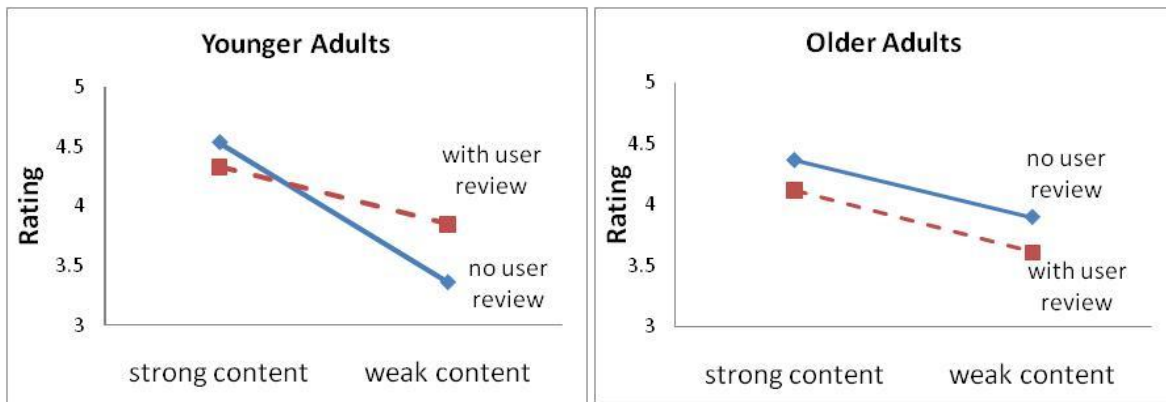 Younger Adults
Rating
5
4.5
4
3.5
3
with user
review
no user
review
strong content
weak content
Older Adults
Rating
5
4.5
4
3.5
3
no user
review
with user
review
strong content
weak content